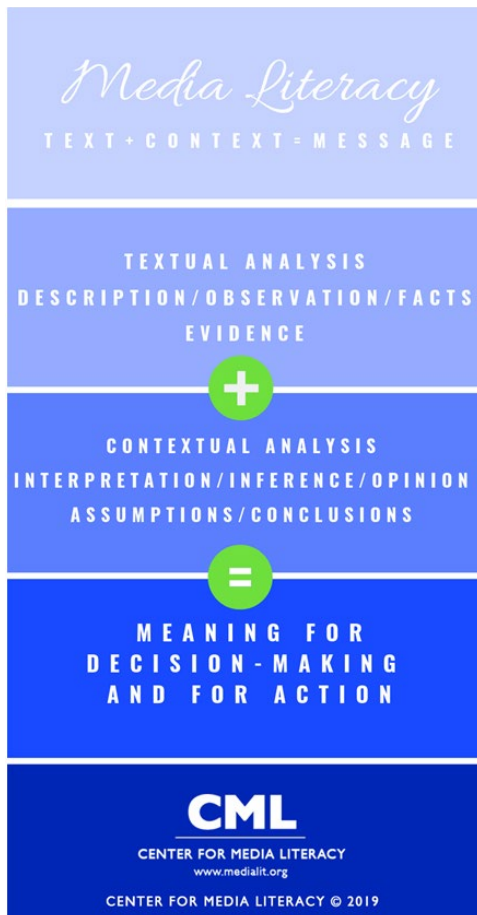 Media Literacy
TEXT+CONTEXT=MESSAGE
TEXTUAL ANALYSIS
DESCRIPTION/OBSERVATION/FACTS
EVIDENCE
+
CONTEXTUAL ANALYSIS
INTERPRETATION/INFERENCE/OPINION
ASSUMPTIONS/CONCLUSIONS
=
MEANING FOR
DECISION-MAKING
AND FOR ACTION
CML
CENTER FOR MEDIA LITERACY
www.medialit.org
CENTER FOR MEDIA LITERACY © 2019